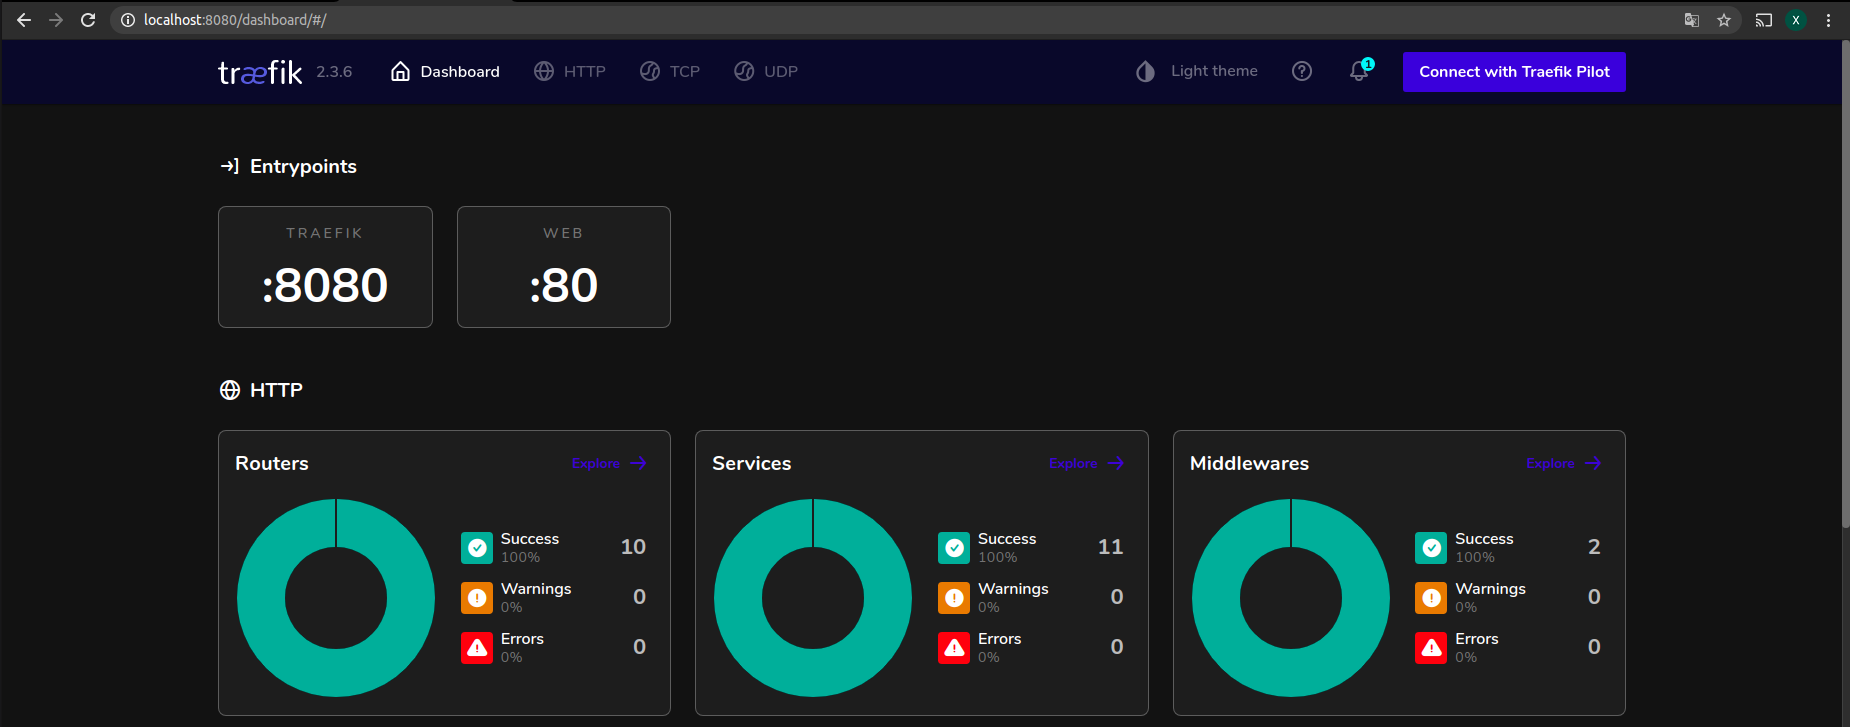 localhost:8080/dashboard/#/
X
træfik 2.3.6 Dashboard HTTP TCP UDP Light theme 1 Connect with Traefik Pilot
Entrypoints
TRAEFIK
:8080
WEB
:80
HTTP
Routers Explore
Success 10
100%
Warnings 0
0%
Errors 0
0%
Services Explore
Success 11
100%
Warnings 0
0%
Errors 0
0%
Middlewares Explore
Success 2
100%
Warnings 0
0%
Errors 0
0%